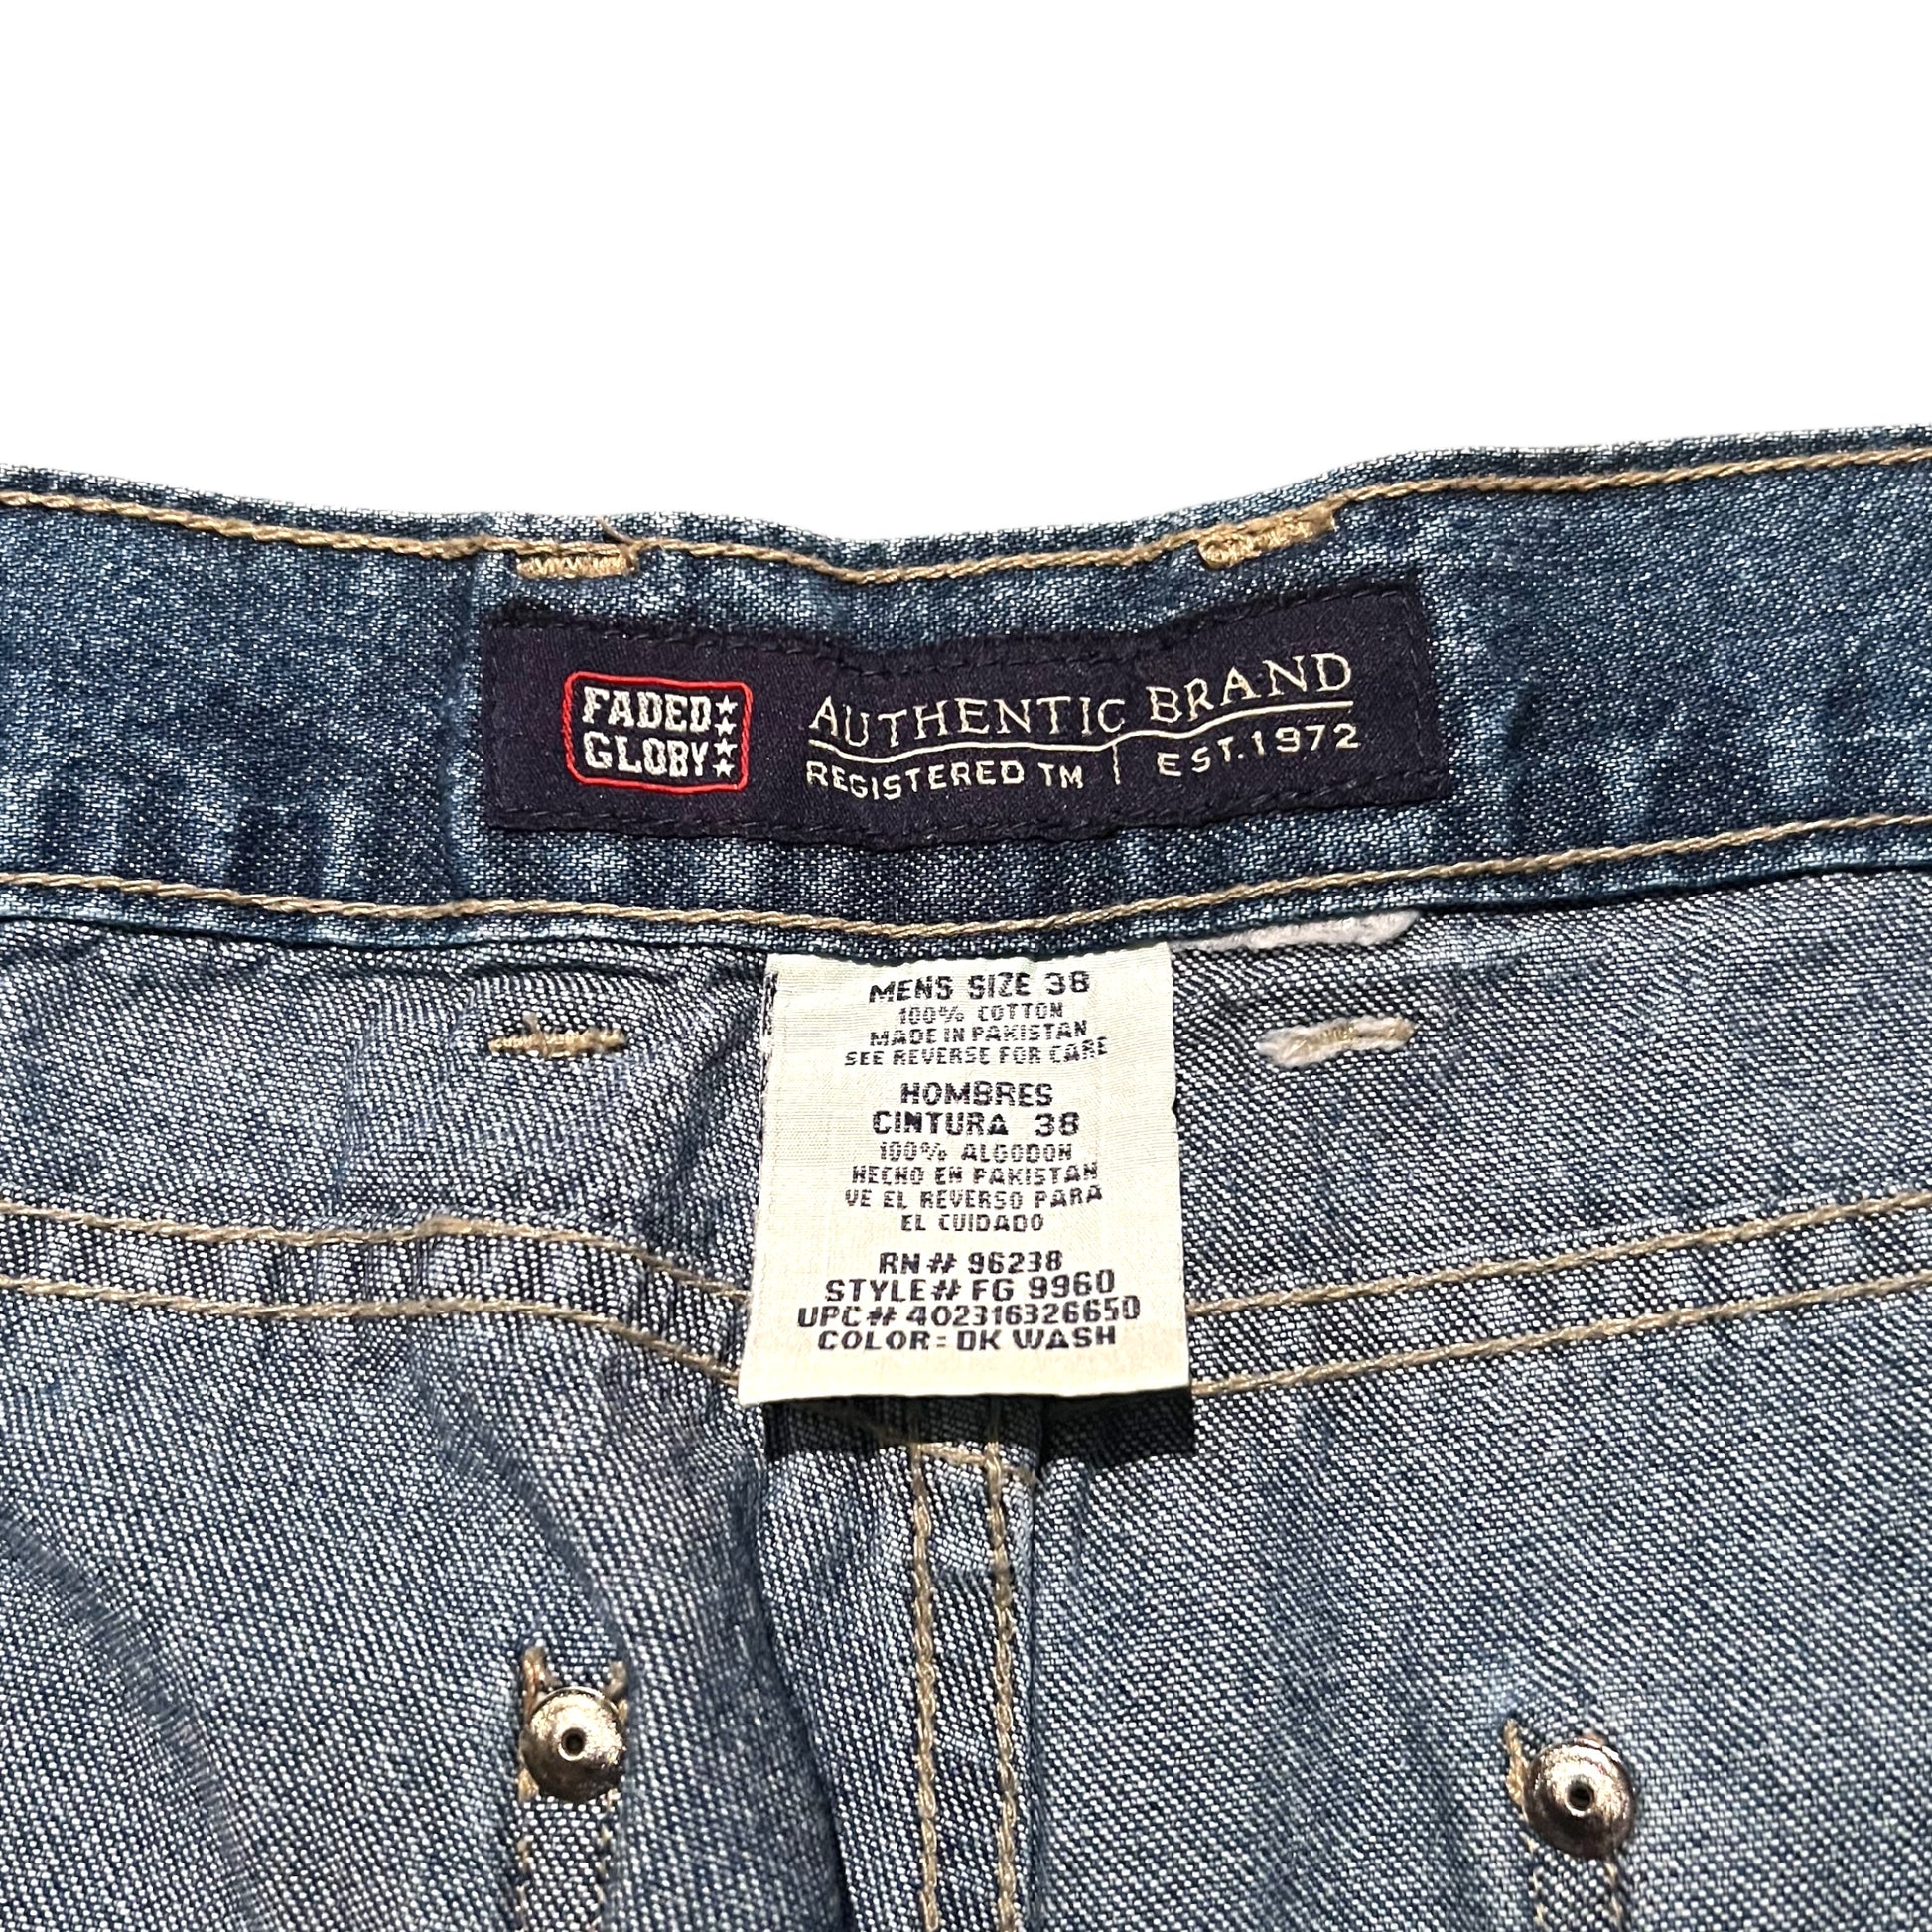 FADED
GLORY
AUTHENTIC BRAND
REGISTERED TM | EST. 1972
MENS SIZE 38
100% COTTON
MADE IN PAKISTAN
SEE REVERSE FOR CARE
HOMBRES
CINTURA 38
100% ALGODON
HECHO EN PAKISTAN
VE EL REVERSO PARA
EL CUIDADO
RN# 96238
STYLE# FG 9960
UPC# 402316326650
COLOR: DK WASH